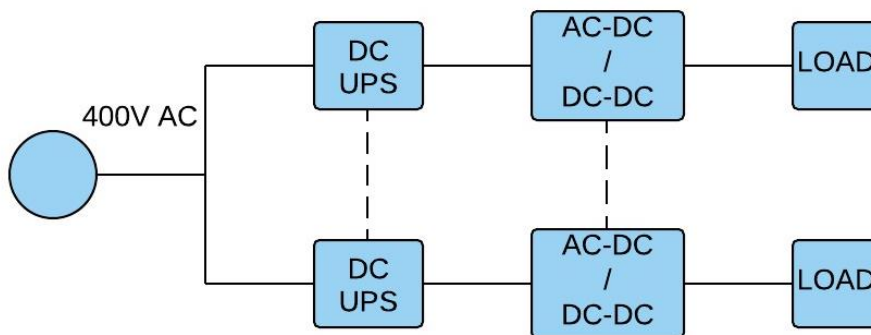 400V AC
DC
UPS
AC-DC
/
DC-DC
LOAD
DC
UPS
AC-DC
/
DC-DC
LOAD